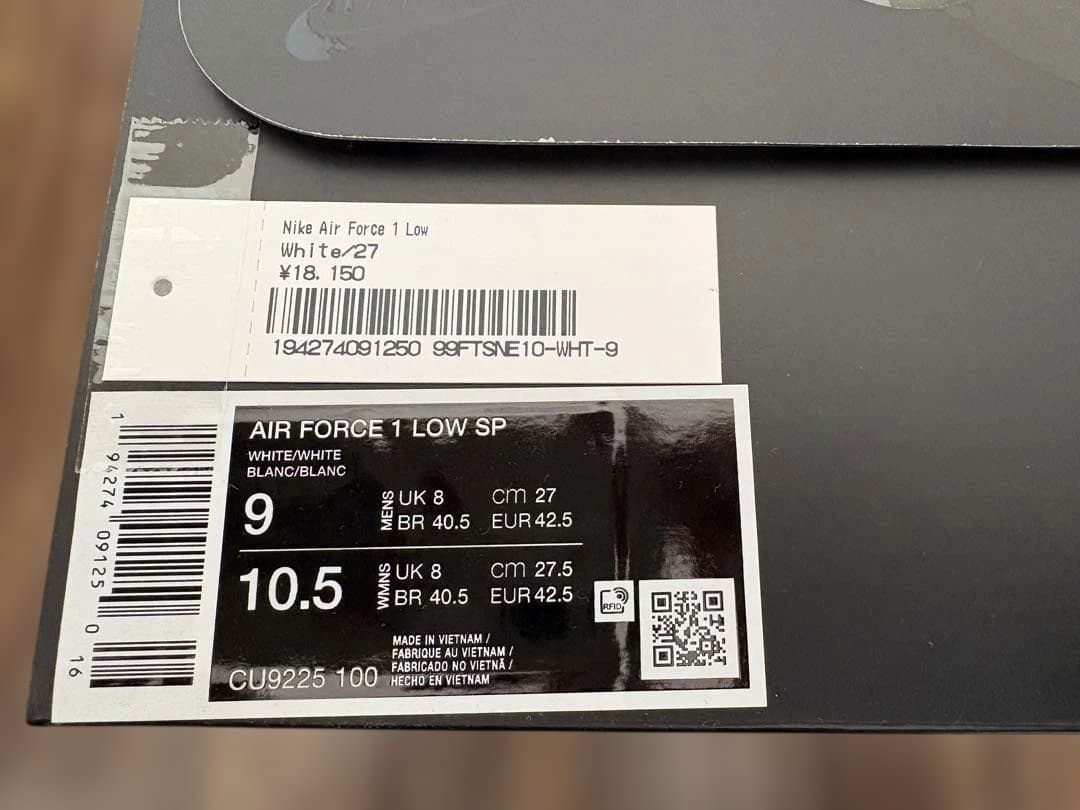 Nike Air Force 1 Low
White/27
¥18,150
194274091250 99FTSNE10-WHT-9
1 94274 09125 0 16
AIR FORCE 1 LOW SP
WHITE/WHITE
BLANC/BLANC
9 MENS UK 8 cm 27
BR 40.5 EUR 42.5
10.5 WMNS UK 8 cm 27.5
BR 40.5 EUR 42.5
RFID
MADE IN VIETNAM /
FABRIQUE AU VIETNAM /
FABRICADO NO VIETNÃ /
HECHO EN VIETNAM
CU9225 100